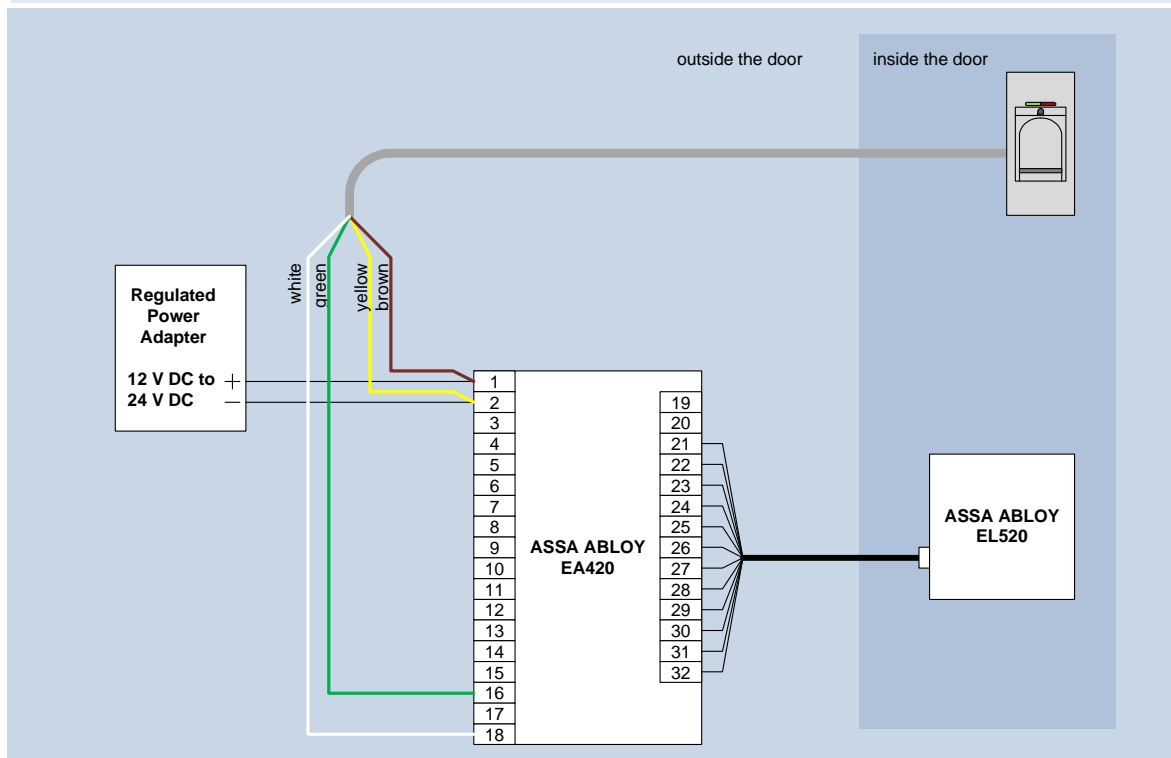 outside the door
inside the door
white
green
yellow
brown
Regulated
Power
Adapter
12 V DC to +
24 V DC –
1
2
3
4
5
6
7
8
9
10
11
12
13
14
15
16
17
18
ASSA ABLOY
EA420
19
20
21
22
23
24
25
26
27
28
29
30
31
32
ASSA ABLOY
EL520